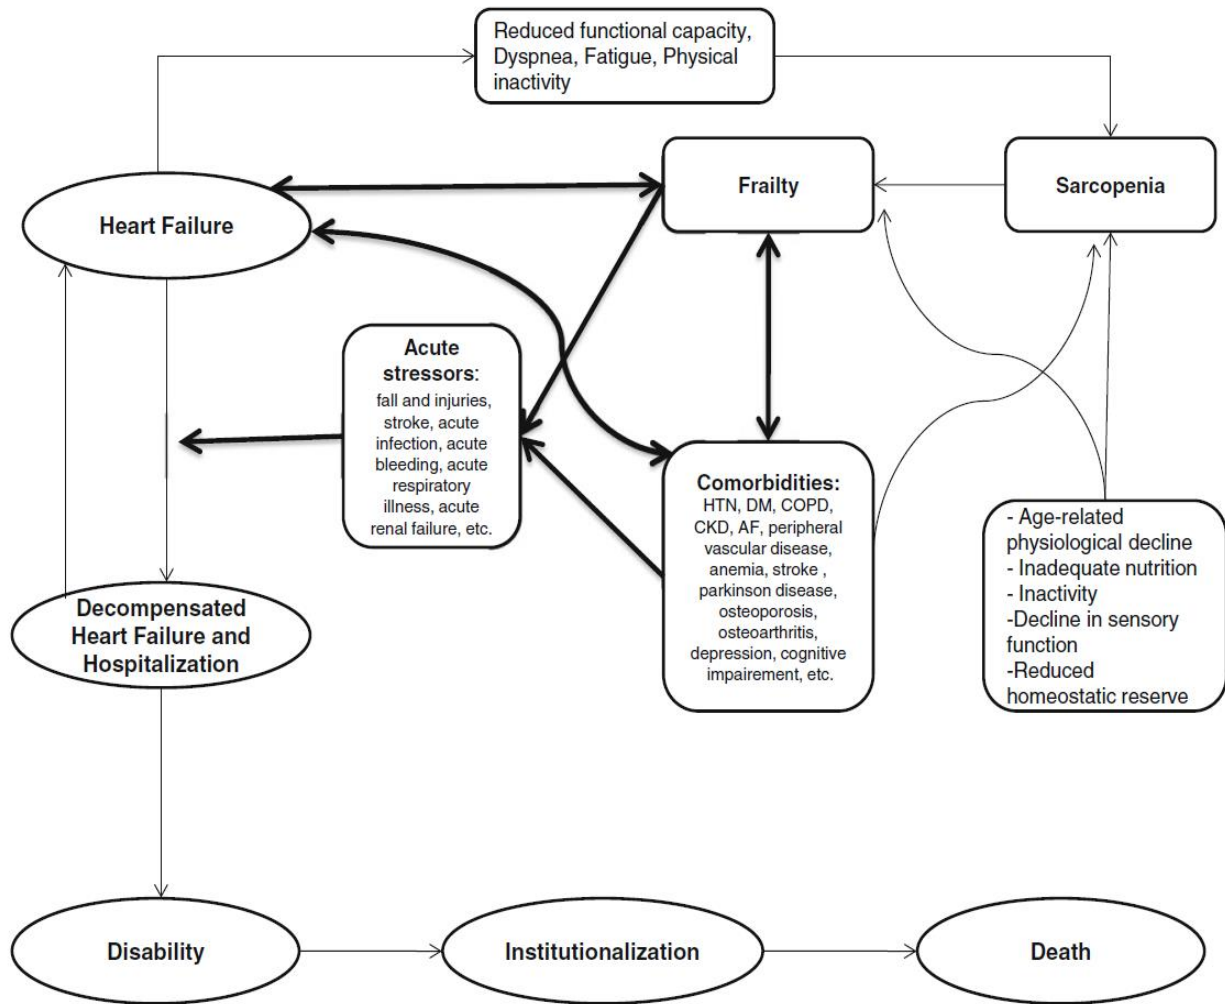 Reduced functional capacity,
Dyspnea, Fatigue, Physical
inactivity
Heart Failure
Frailty
Sarcopenia
Acute
stressors:
fall and injuries,
stroke, acute
infection, acute
bleeding, acute
respiratory
illness, acute
renal failure, etc.
Comorbidities:
HTN, DM, COPD,
CKD, AF, peripheral
vascular disease,
anemia, stroke ,
parkinson disease,
osteoporosis,
osteoarthritis,
depression, cognitive
impairement, etc.
- Age-related
physiological decline
- Inadequate nutrition
- Inactivity
-Decline in sensory
function
-Reduced
homeostatic reserve
Decompensated
Heart Failure and
Hospitalization
Disability
Institutionalization
Death